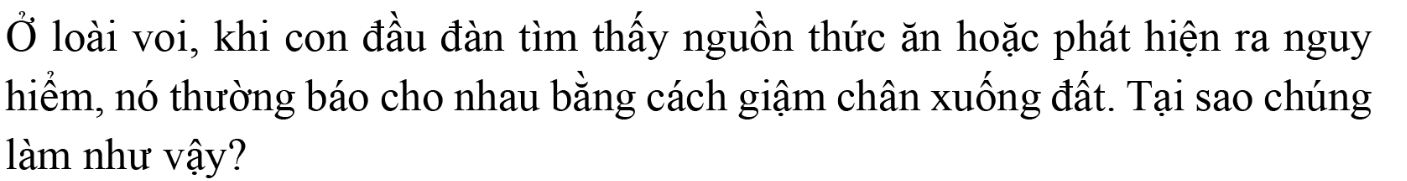 Ở loài voi, khi con đầu đàn tìm thấy nguồn thức ăn hoặc phát hiện ra nguy
hiểm, nó thường báo cho nhau bằng cách giậm chân xuống đất. Tại sao chúng
làm như vậy?